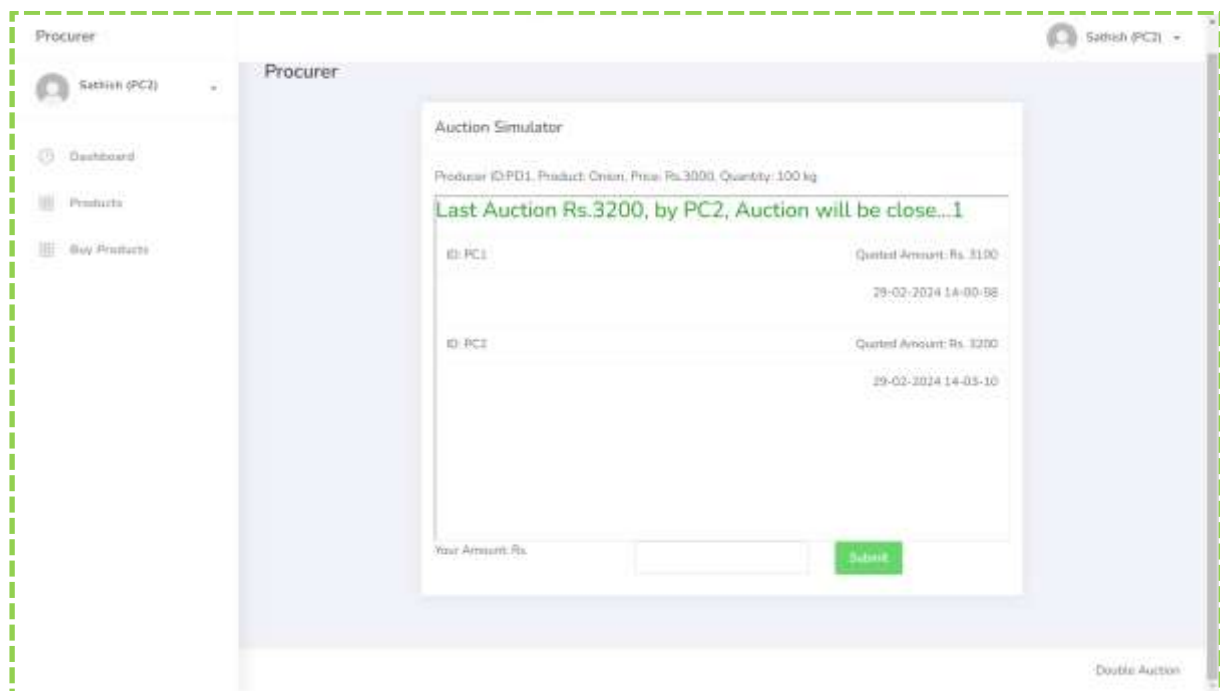 Procurer
Sathish (PC2)
Sathish (PC2)
Dashboard
Products
Buy Products
Procurer
Auction Simulator
Producer ID:PD1, Product: Onion, Price: Rs.3000, Quantity: 100 kg
Last Auction Rs.3200, by PC2, Auction will be close...1
ID: PC1 Quoted Amount: Rs. 3100
29-02-2024 14-00-58
ID: PC2 Quoted Amount: Rs. 3200
29-02-2024 14-03-10
Your Amount: Rs.
Submit
Double Auction